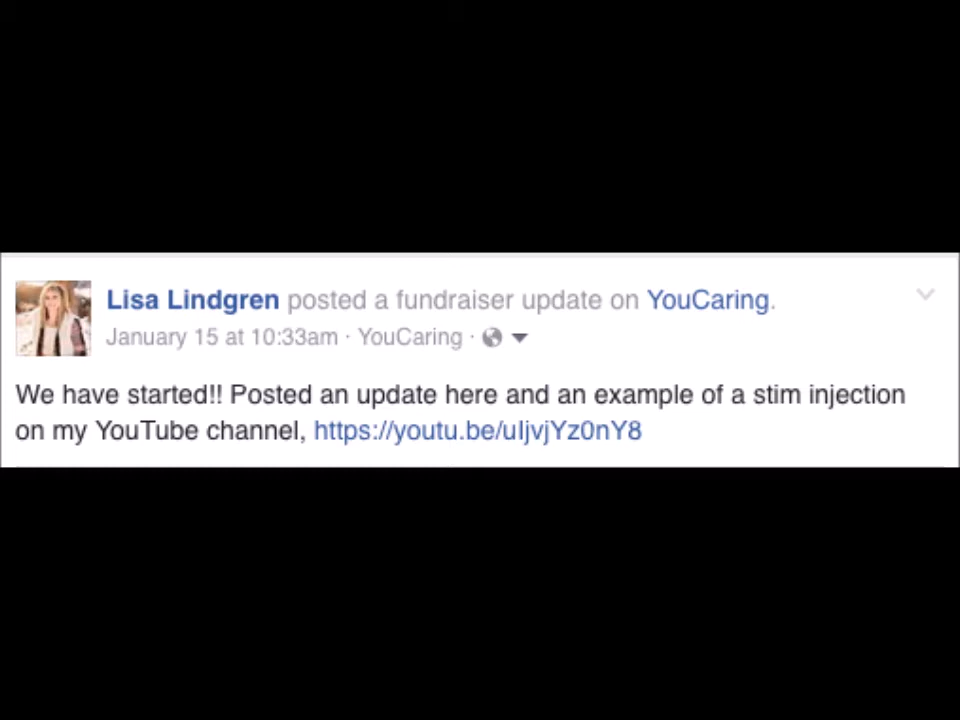 Lisa Lindgren posted a fundraiser update on YouCaring.
January 15 at 10:33am · YouCaring ·
We have started!! Posted an update here and an example of a stim injection
on my YouTube channel, https://youtu.be/uIjvjYz0nY8